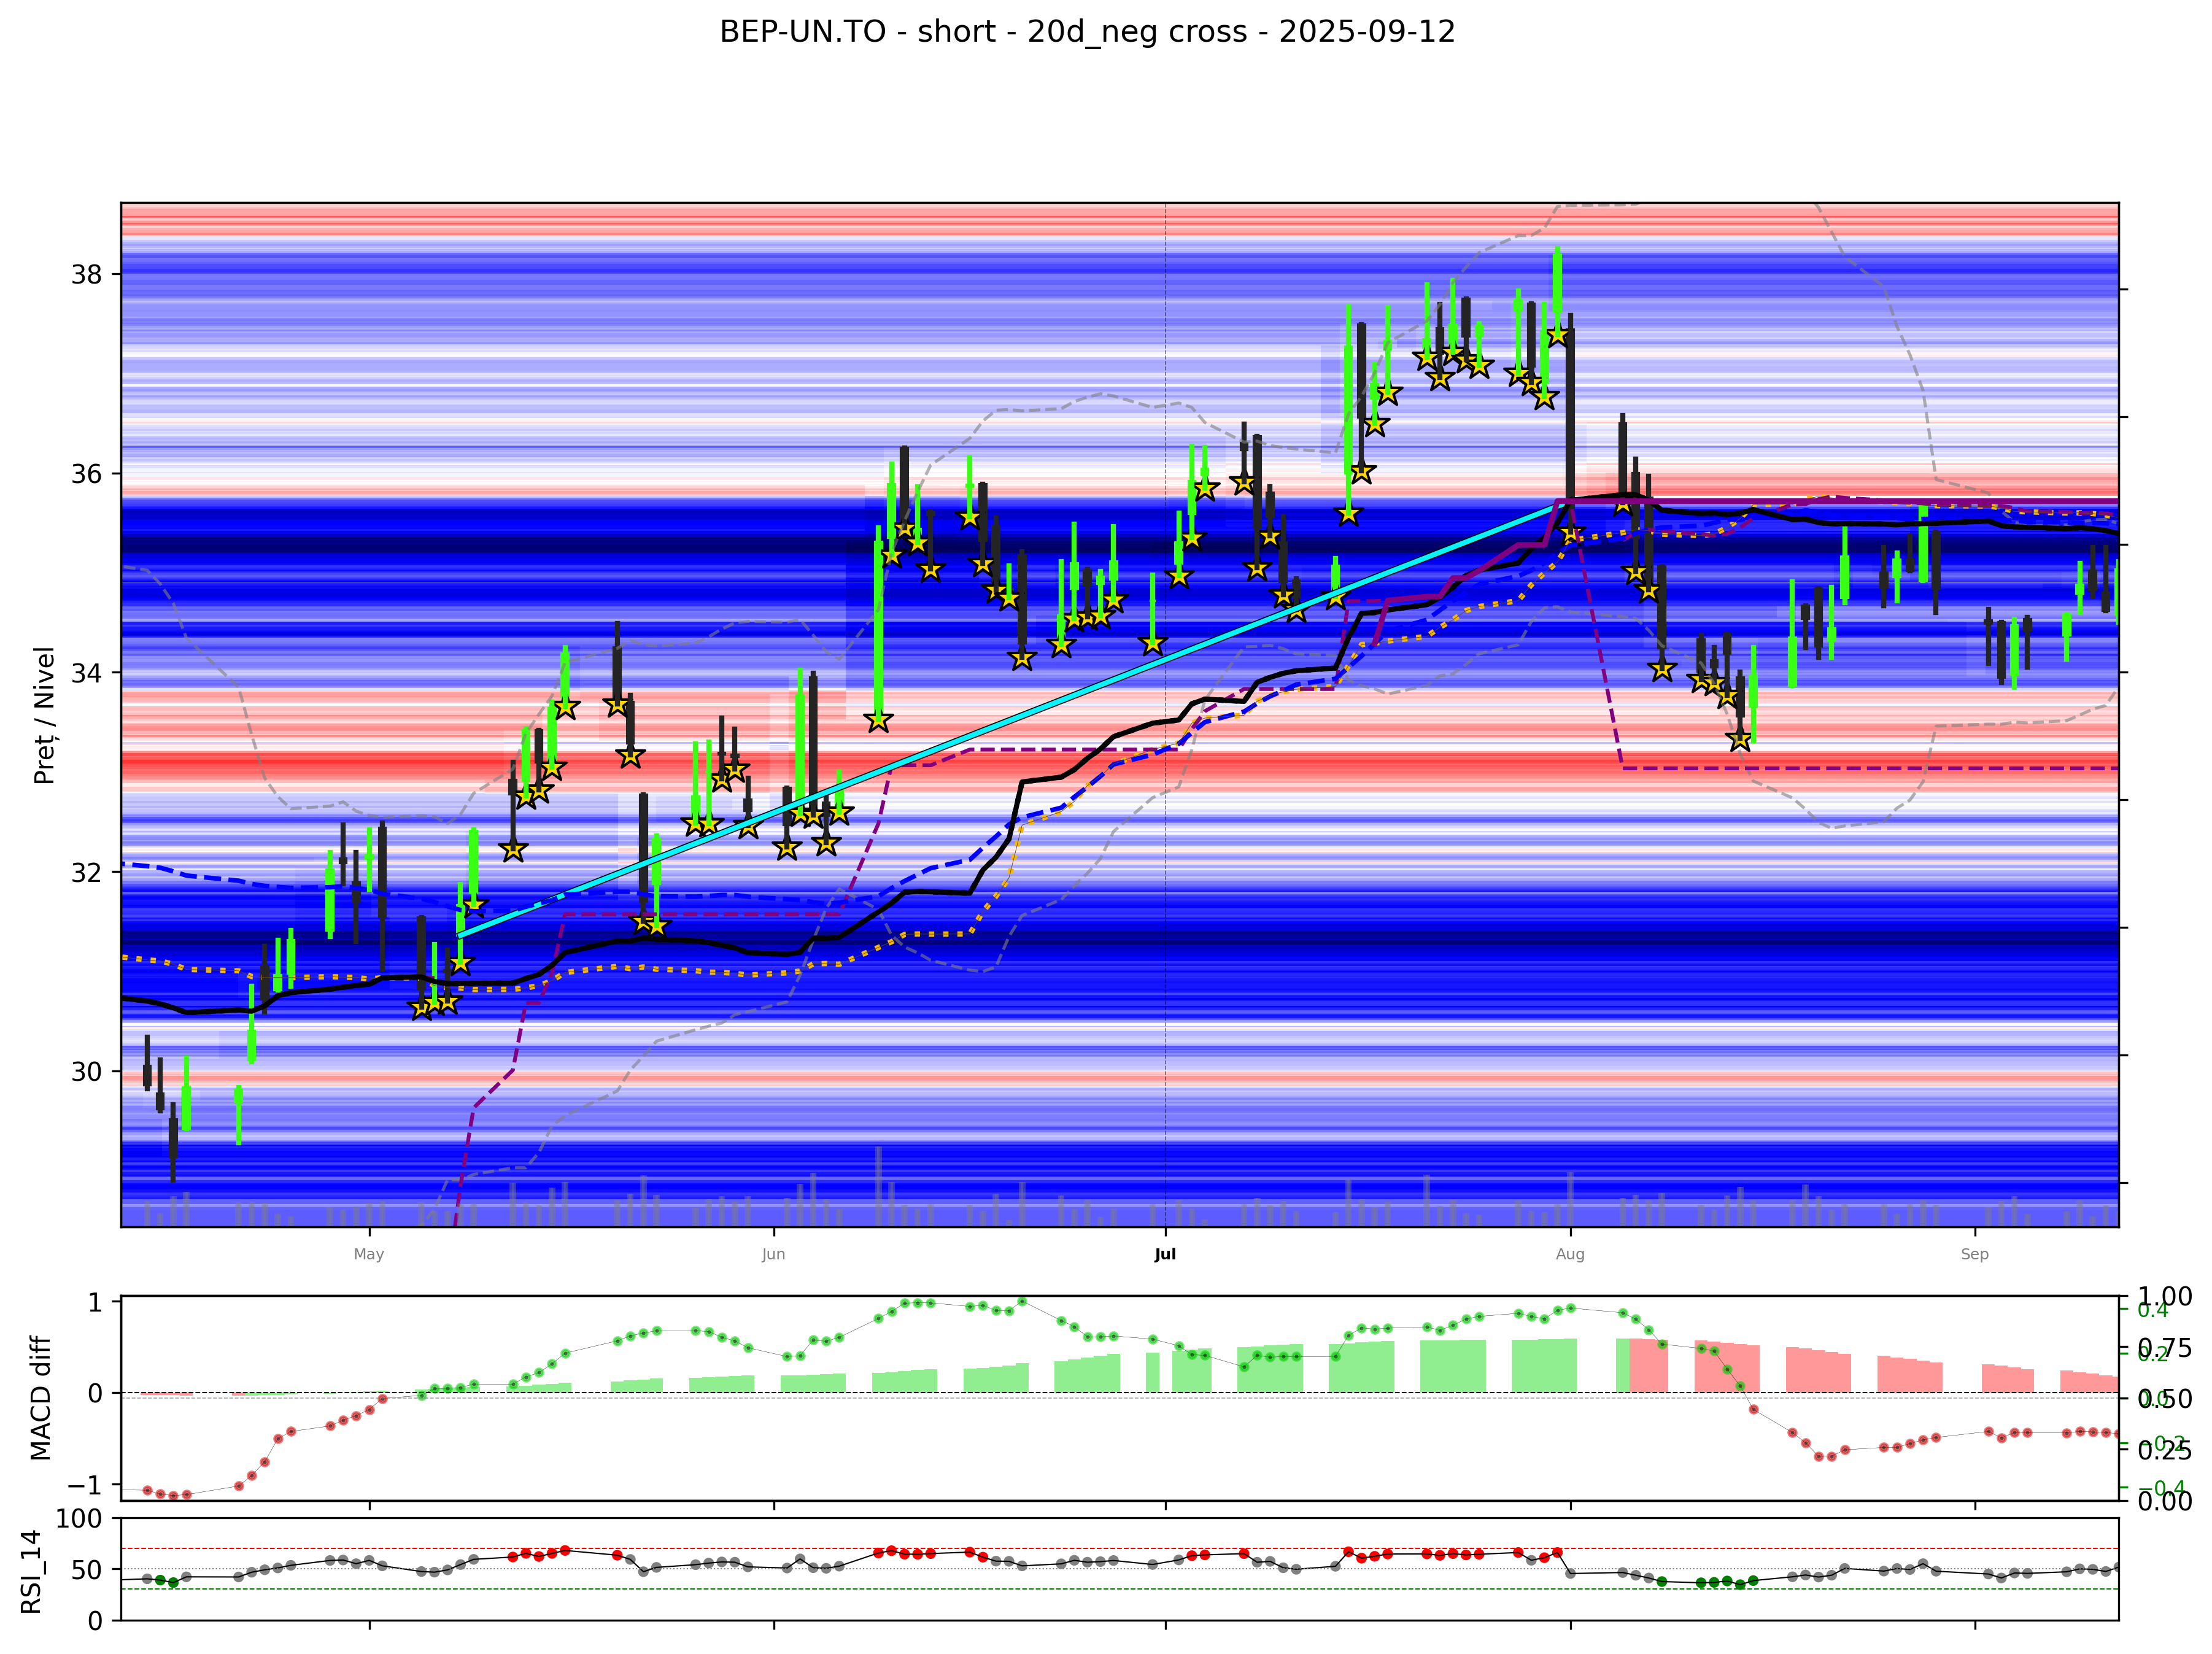 BEP-UN.TO - short - 20d_neg cross - 2025-09-12
Preț / Nivel
38
36
34
32
30
May
Jun
Jul
Aug
Sep
MACD diff
1
0
−1
1.00
0.75
0.50
0.25
0.00
0.4
0.2
0.0
−0.2
−0.4
RSI_14
100
50
0